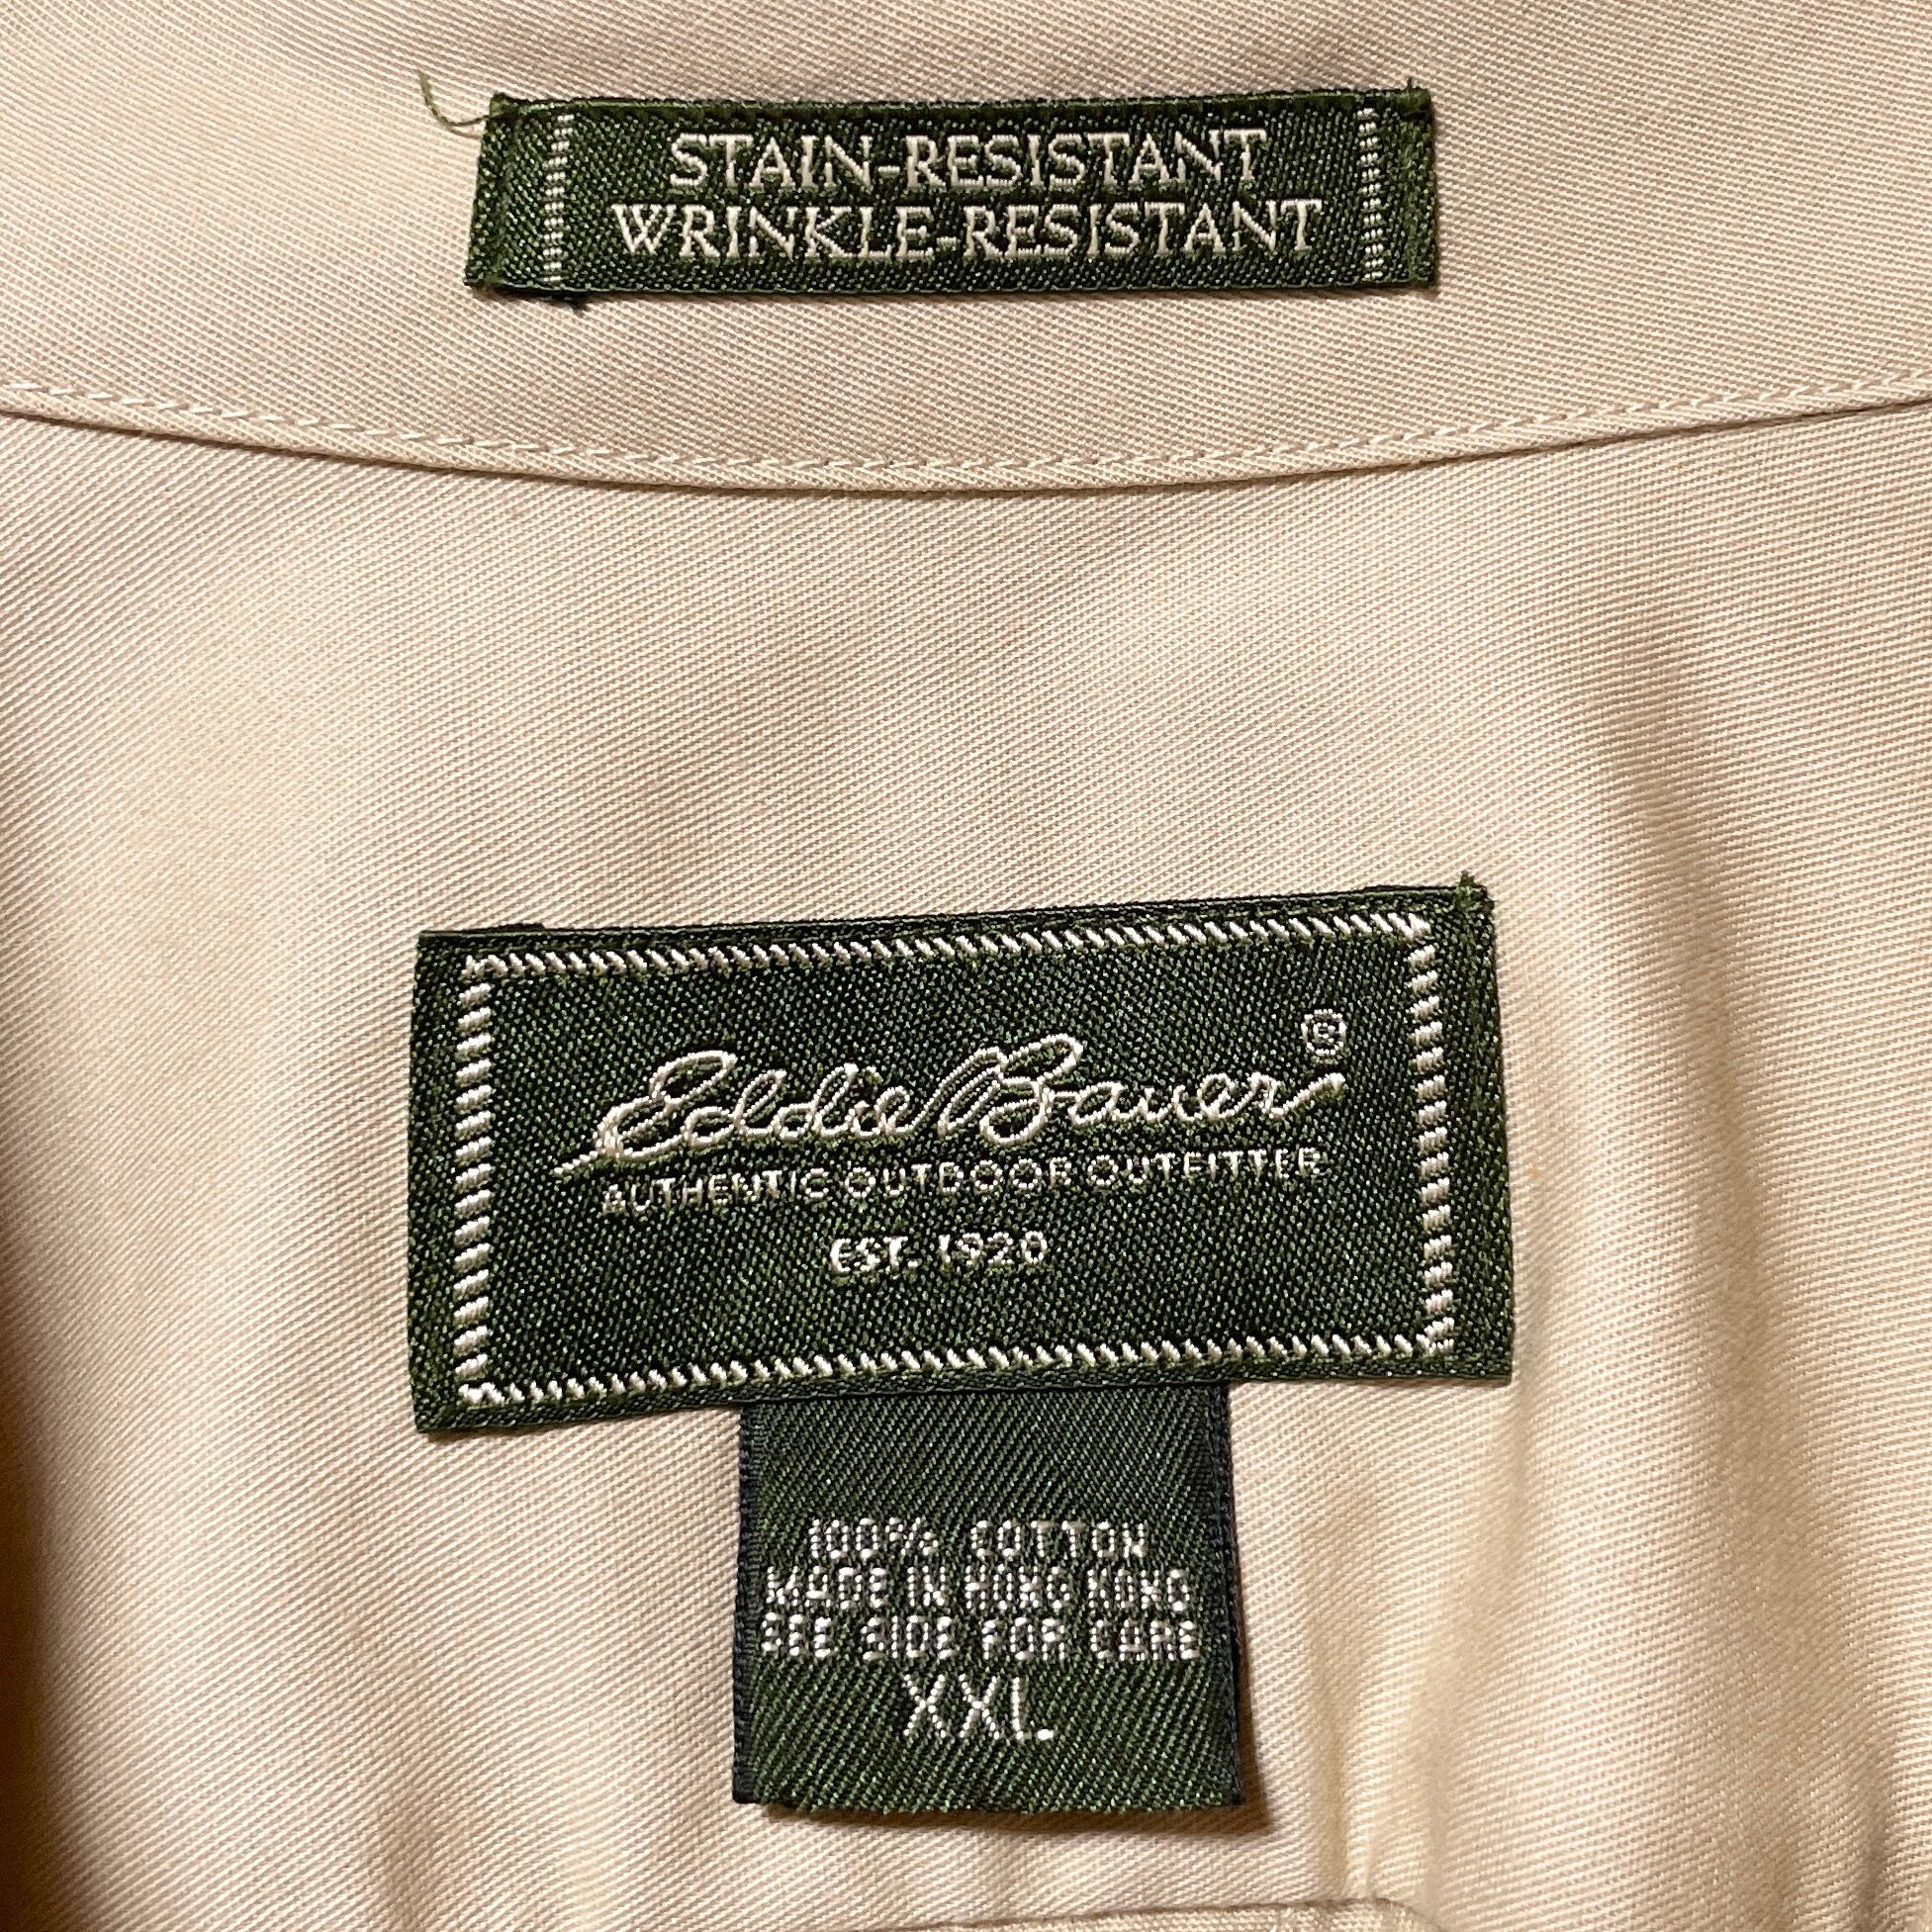 STAIN-RESISTANT
WRINKLE-RESISTANT
Eddie Bauer®
AUTHENTIC OUTDOOR OUTFITTER
EST. 1920
100% COTTON
MADE IN HONG KONG
SEE SIDE FOR CARE
XXL